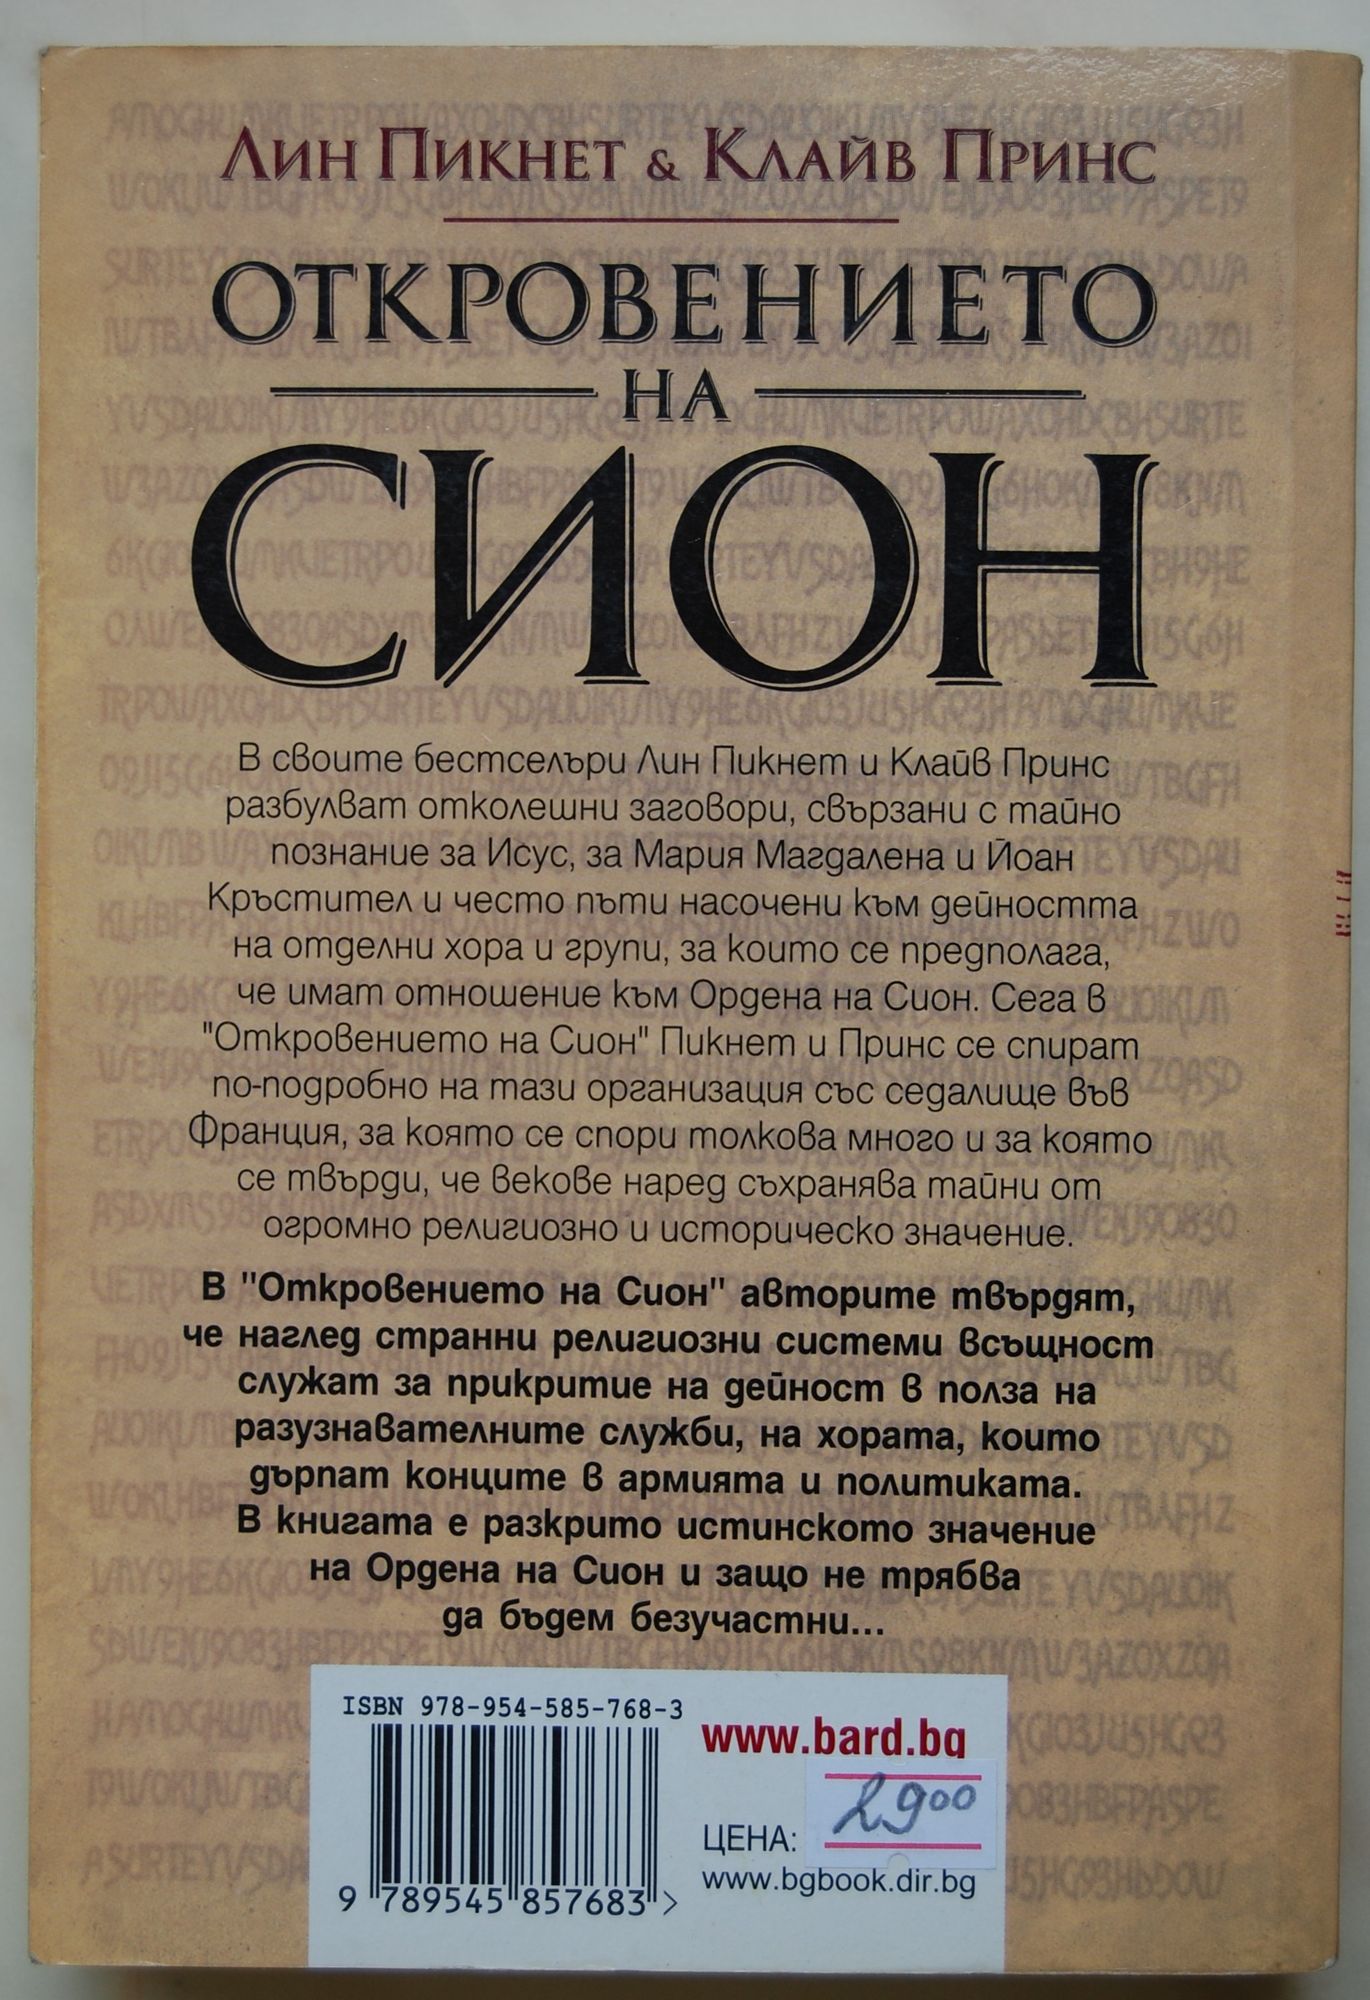 Лин Пикнет & Клайв Принс
ОТКРОВЕНИЕТО
НА
СИОН
В своите бестселъри Лин Пикнет и Клайв Принс
разбулват отколешни заговори, свързани с тайно
познание за Исус, за Мария Магдалена и Йоан
Кръстител и често пъти насочени към дейността
на отделни хора и групи, за които се предполага,
че имат отношение към Ордена на Сион. Сега в
"Откровението на Сион" Пикнет и Принс се спират
по-подробно на тази организация със седалище във
Франция, за която се спори толкова много и за която
се твърди, че векове наред съхранява тайни от
огромно религиозно и историческо значение.
В "Откровението на Сион" авторите твърдят,
че наглед странни религиозни системи всъщност
служат за прикритие на дейност в полза на
разузнавателните служби, на хората, които
дърпат конците в армията и политиката.
В книгата е разкрито истинското значение
на Ордена на Сион и защо не трябва
да бъдем безучастни...
ISBN 978-954-585-768-3
www.bard.bg
2900
ЦЕНА:
www.bgbook.dir.bg
9 789545 857683 >